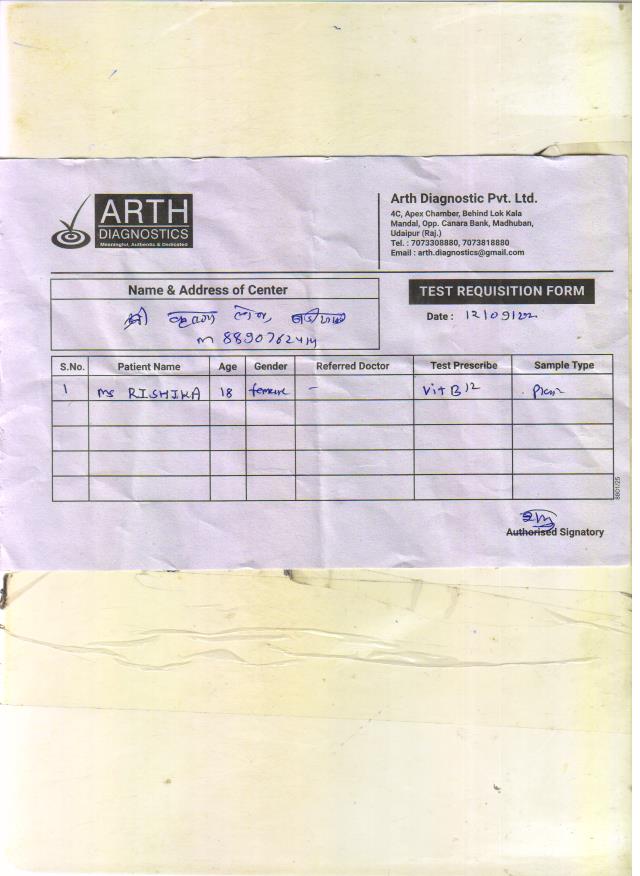 ARTH
DIAGNOSTICS
Meaningful, Authentic & Dedicated
Arth Diagnostic Pvt. Ltd.
4C, Apex Chamber, Behind Lok Kala
Mandal, Opp. Canara Bank, Madhuban,
Udaipur (Raj.)
Tel. : 7073308880, 7073818880
Email : arth.diagnostics@gmail.com
Name & Address of Center
श्री कृष्णा लेब,
m 8890762414
TEST REQUISITION FORM
Date : 12/09/22
S.No. Patient Name Age Gender Referred Doctor Test Prescribe Sample Type
1 Ms RISHIKA 18 female - Vit B12 Plain
8801/25
Authorised Signatory